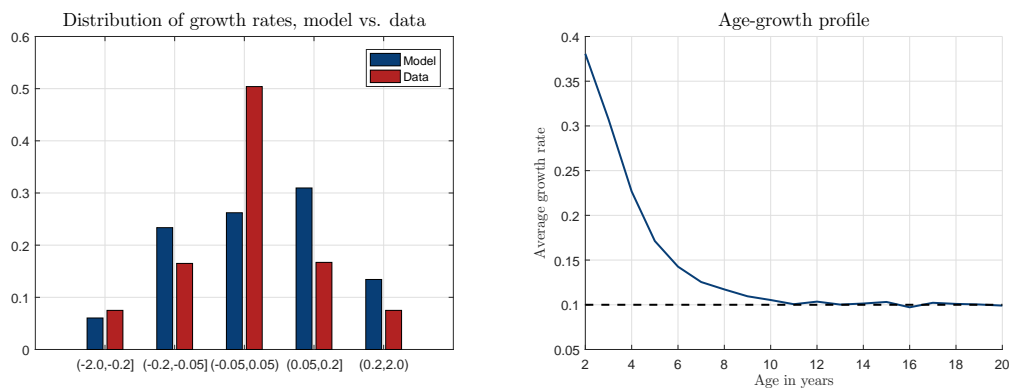 Distribution of growth rates, model vs. data
0.6
0.5
0.4
0.3
0.2
0.1
0
Model
Data
(-2.0,-0.2] (-0.2,-0.05] (-0.05,0.05) (0.05,0.2] (0.2,2.0)
Age-growth profile
Average growth rate
0.4
0.35
0.3
0.25
0.2
0.15
0.1
0.05
2 4 6 8 10 12 14 16 18 20
Age in years